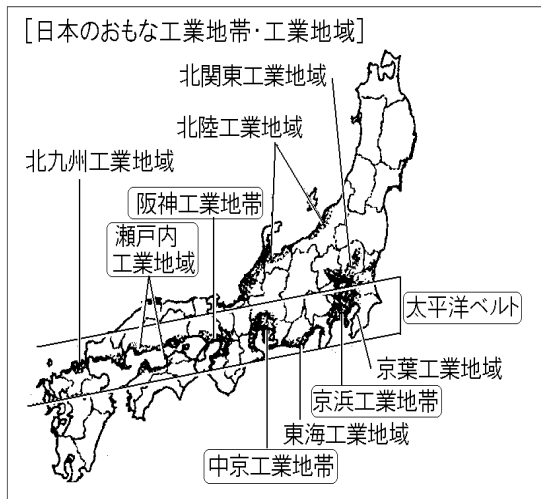 [日本のおもな工業地帯・工業地域]
北関東工業地域
北陸工業地域
北九州工業地域
阪神工業地帯
瀬戸内
工業地域
太平洋ベルト
京葉工業地域
京浜工業地帯
東海工業地域
中京工業地帯